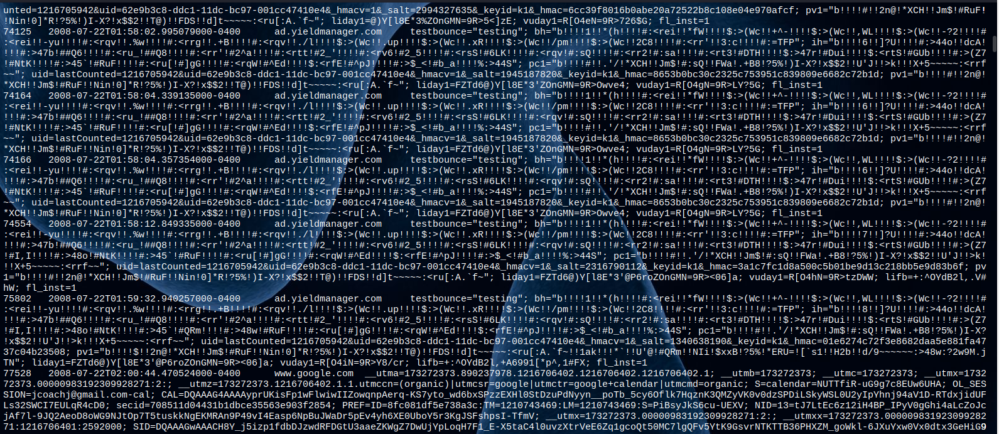 unted=1216705942&uid=62e9b3c8-ddc1-11dc-bc97-001cc47410e4&_hmacv=1&_salt=2994327635&_keyid=k1&_hmac=6cc39f8016b0abe20a72522b8c108e04e970afcf; pv1="b!!!!#!!2n@!*XCH!!Jm$!#RuF!
!Nin!0]*R!?5%!)I-X?!x$$2!!T@)!!FDS!!d]t~~~~~:<ru[:A.`f~"; liday1=@)Y[l8E*3%ZOnGMN=9R>5<]zE; vuday1=R[O4eN=9R>726$G; fl_inst=1
74125 2008-07-22T01:58:02.995079000-0400 ad.yieldmanager.com testbounce="testing"; bh="b!!!!1!!*(h!!!!#:<rei!!*fW!!!!$:>(Wc!!+^-!!!!$:>(Wc!!,WL!!!!$:>(Wc!!-?2!!!!#
:<rei!!-yu!!!!#:<rqv!!.%w!!!!#:<rrg!!.+B!!!!#:<rqv!!./l!!!!$:>(Wc!!.up!!!!$:>(Wc!!.xR!!!!$:>(Wc!!/pm!!!!$:>(Wc!!2C8!!!!#:<rr'!!3:c!!!!#:=TFP"; ih="b!!!!6!!]?U!!!!#:>44o!!dcA!
!!!#:>47b!##Q6!!!!#:<ru_!##Q8!!!!#:<rr'!#2^a!!!!#:<rtt!#2_'!!!!#:<rv6!#2_5!!!!#:<rsS!#6LK!!!!#:<rqv!#:sQ!!!!#:<rr2!#:sa!!!!#:<rt3!#DTH!!!!$:>47r!#Dui!!!!$:<rtS!#GUb!!!!#:>(Z7
!#NtK!!!!#:>45`!#RuF!!!!#:<ru[!#]gG!!!!#:<rqW!#^Ed!!!!$:<rfE!#^pJ!!!!#:>$_<!#b_a!!!!%:>44S"; pc1="b!!!!#!!.'/!*XCH!!Jm$!#:sQ!!FWa!.+B8!?5%!)I-X?!x$$2!!U'J!!>k!!!X+5~~~~~:<rrf
~~"; uid=lastCounted=1216705942&uid=62e9b3c8-ddc1-11dc-bc97-001cc47410e4&_hmacv=1&_salt=1945187820&_keyid=k1&_hmac=8653b0bc30c2325c753951c839809e6682c72b1d; pv1="b!!!!#!!2n@!
*XCH!!Jm$!#RuF!!Nin!0]*R!?5%!)I-X?!x$$2!!T@)!!FDS!!d]t~~~~~:<ru[:A.`f~"; liday1=FZTd6@)Y[l8E*3'ZOnGMN=9R>Owve4; vuday1=R[O4gN=9R>LY?5G; fl_inst=1
74164 2008-07-22T01:58:04.339135000-0400 ad.yieldmanager.com testbounce="testing"; bh="b!!!!1!!*(h!!!!#:<rei!!*fW!!!!$:>(Wc!!+^-!!!!$:>(Wc!!,WL!!!!$:>(Wc!!-?2!!!!#
:<rei!!-yu!!!!#:<rqv!!.%w!!!!#:<rrg!!.+B!!!!#:<rqv!!./l!!!!$:>(Wc!!.up!!!!$:>(Wc!!.xR!!!!$:>(Wc!!/pm!!!!$:>(Wc!!2C8!!!!#:<rr'!!3:c!!!!#:=TFP"; ih="b!!!!6!!]?U!!!!#:>44o!!dcA!
!!!#:>47b!##Q6!!!!#:<ru_!##Q8!!!!#:<rr'!#2^a!!!!#:<rtt!#2_'!!!!#:<rv6!#2_5!!!!#:<rsS!#6LK!!!!#:<rqv!#:sQ!!!!#:<rr2!#:sa!!!!#:<rt3!#DTH!!!!$:>47r!#Dui!!!!$:<rtS!#GUb!!!!#:>(Z7
!#NtK!!!!#:>45`!#RuF!!!!#:<ru[!#]gG!!!!#:<rqW!#^Ed!!!!$:<rfE!#^pJ!!!!#:>$_<!#b_a!!!!%:>44S"; pc1="b!!!!#!!.'/!*XCH!!Jm$!#:sQ!!FWa!.+B8!?5%!)I-X?!x$$2!!U'J!!>k!!!X+5~~~~~:<rrf
~~"; uid=lastCounted=1216705942&uid=62e9b3c8-ddc1-11dc-bc97-001cc47410e4&_hmacv=1&_salt=1945187820&_keyid=k1&_hmac=8653b0bc30c2325c753951c839809e6682c72b1d; pv1="b!!!!#!!2n@!
*XCH!!Jm$!#RuF!!Nin!0]*R!?5%!)I-X?!x$$2!!T@)!!FDS!!d]t~~~~~:<ru[:A.`f~"; liday1=FZTd6@)Y[l8E*3'ZOnGMN=9R>Owve4; vuday1=R[O4gN=9R>LY?5G; fl_inst=1
74166 2008-07-22T01:58:04.357354000-0400 ad.yieldmanager.com testbounce="testing"; bh="b!!!!1!!*(h!!!!#:<rei!!*fW!!!!$:>(Wc!!+^-!!!!$:>(Wc!!,WL!!!!$:>(Wc!!-?2!!!!#
:<rei!!-yu!!!!#:<rqv!!.%w!!!!#:<rrg!!.+B!!!!#:<rqv!!./l!!!!$:>(Wc!!.up!!!!$:>(Wc!!.xR!!!!$:>(Wc!!/pm!!!!$:>(Wc!!2C8!!!!#:<rr'!!3:c!!!!#:=TFP"; ih="b!!!!6!!]?U!!!!#:>44o!!dcA!
!!!#:>47b!##Q6!!!!#:<ru_!##Q8!!!!#:<rr'!#2^a!!!!#:<rtt!#2_'!!!!#:<rv6!#2_5!!!!#:<rsS!#6LK!!!!#:<rqv!#:sQ!!!!#:<rr2!#:sa!!!!#:<rt3!#DTH!!!!$:>47r!#Dui!!!!$:<rtS!#GUb!!!!#:>(Z7
!#NtK!!!!#:>45`!#RuF!!!!#:<ru[!#]gG!!!!#:<rqW!#^Ed!!!!$:<rfE!#^pJ!!!!#:>$_<!#b_a!!!!%:>44S"; pc1="b!!!!#!!.'/!*XCH!!Jm$!#:sQ!!FWa!.+B8!?5%!)I-X?!x$$2!!U'J!!>k!!!X+5~~~~~:<rrf
~~"; uid=lastCounted=1216705942&uid=62e9b3c8-ddc1-11dc-bc97-001cc47410e4&_hmacv=1&_salt=1945187820&_keyid=k1&_hmac=8653b0bc30c2325c753951c839809e6682c72b1d; pv1="b!!!!#!!2n@!
*XCH!!Jm$!#RuF!!Nin!0]*R!?5%!)I-X?!x$$2!!T@)!!FDS!!d]t~~~~~:<ru[:A.`f~"; liday1=FZTd6@)Y[l8E*3'ZOnGMN=9R>Owve4; vuday1=R[O4gN=9R>LY?5G; fl_inst=1
74554 2008-07-22T01:58:12.849335000-0400 ad.yieldmanager.com testbounce="testing"; bh="b!!!!1!!*(h!!!!#:<rei!!*fW!!!!$:>(Wc!!+^-!!!!$:>(Wc!!,WL!!!!$:>(Wc!!-?2!!!!#
:<rei!!-yu!!!!#:<rqv!!.%w!!!!#:<rrg!!.+B!!!!#:<rqv!!./l!!!!$:>(Wc!!.up!!!!$:>(Wc!!.xR!!!!$:>(Wc!!/pm!!!!$:>(Wc!!2C8!!!!#:<rr'!!3:c!!!!#:=TFP"; ih="b!!!!7!!]?U!!!!#:>44o!!dcA!
!!!#:>47b!##Q6!!!!#:<ru_!##Q8!!!!#:<rr'!#2^a!!!!#:<rtt!#2_'!!!!#:<rv6!#2_5!!!!#:<rsS!#6LK!!!!#:<rqv!#:sQ!!!!#:<rr2!#:sa!!!!#:<rt3!#DTH!!!!$:>47r!#Dui!!!!$:<rtS!#GUb!!!!#:>(Z7
!#I,I!!!!#:>48o!#NtK!!!!#:>45`!#RuF!!!!#:<ru[!#]gG!!!!#:<rqW!#^Ed!!!!$:<rfE!#^pJ!!!!#:>$_<!#b_a!!!!%:>44S"; pc1="b!!!!#!!.'/!*XCH!!Jm$!#:sQ!!FWa!.+B8!?5%!)I-X?!x$$2!!U'J!!>k!
!!X+5~~~~~:<rrf~~"; uid=lastCounted=1216705942&uid=62e9b3c8-ddc1-11dc-bc97-001cc47410e4&_hmacv=1&_salt=2316790112&_keyid=k1&_hmac=3a1c7fc1d8a500c5b01be9d13c218bb5e9d83b6f; pv
1="b!!!!#!!2n@!*XCH!!Jm$!#RuF!!Nin!0]*R!?5%!)I-X?!x$$2!!T@)!!FDS!!d]t~~~~~:<ru[:A.`f~"; liday1=FZTd6@)Y[l8E*3'@P6roZOnGMN=9R><06]a; vuday1=R[O4hN=9R>tzDWW; lifb=+:^OYdB2l,.V#
hW; fl_inst=1
75802 2008-07-22T01:59:32.940257000-0400 ad.yieldmanager.com testbounce="testing"; bh="b!!!!1!!*(h!!!!#:<rei!!*fW!!!!$:>(Wc!!+^-!!!!$:>(Wc!!,WL!!!!$:>(Wc!!-?2!!!!#
:<rei!!-yu!!!!#:<rqv!!.%w!!!!#:<rrg!!.+B!!!!#:<rqv!!./l!!!!$:>(Wc!!.up!!!!$:>(Wc!!.xR!!!!$:>(Wc!!/pm!!!!$:>(Wc!!2C8!!!!#:<rr'!!3:c!!!!#:=TFP"; ih="b!!!!8!!]?U!!!!#:>44o!!dcA!
!!!#:>47b!##Q6!!!!#:<ru_!##Q8!!!!#:<rr'!#2^a!!!!#:<rtt!#2_'!!!!#:<rv6!#2_5!!!!#:<rsS!#6LK!!!!#:<rqv!#:sQ!!!!#:<rr2!#:sa!!!!#:<rt3!#DTH!!!!$:>47r!#Dui!!!!$:<rtS!#GUb!!!!#:>(Z7
!#I,I!!!!#:>48o!#NtK!!!!#:>45`!#QRm!!!!#:>48w!#RuF!!!!#:<ru[!#]gG!!!!#:<rqW!#^Ed!!!!$:<rfE!#^pJ!!!!#:>$_<!#b_a!!!!%:>44S"; pc1="b!!!!#!!.'/!*XCH!!Jm$!#:sQ!!FWa!.+B8!?5%!)I-X?
!x$$2!!U'J!!>k!!!X+5~~~~~:<rrf~~"; uid=lastCounted=1216705942&uid=62e9b3c8-ddc1-11dc-bc97-001cc47410e4&_hmacv=1&_salt=1340638190&_keyid=k1&_hmac=01e6274c72f3e8682daa5e881fa47
37c04b23508; pv1="b!!!!$!!2n@!*XCH!!Jm$!#RuF!!Nin!0]*R!?5%!)I-X?!x$$2!!T@)!!FDS!!d]t~~~~~:<ru[:A.`f~!!1ak!!!*`!!U'@!#QRm!!NIi!$xxB!?5%!*ERU=![`s1!!H2b!!d/9~~~~~~:>48w:?2w9M.j
TN"; liday1=FZTd6@)Y[l8E*3'@P6roZOnGMN=9R><06]a; vuday1=R[O4iN=9R>Y8/cr; lifb=+:^OYdB2l,+A6991[*p^,1#FX; fl_inst=1
77528 2008-07-22T02:00:44.470524000-0400 www.google.com __utma=173272373.890237978.1216706402.1216706402.1216706402.1; __utmb=173272373; __utmc=173272373; __utmx=1732
72373.00000983192309928271:2:; __utmz=173272373.1216706402.1.1.utmccn=(organic)|utmcsr=google|utmctr=google+calendar|utmcmd=organic; S=calendar=NUTTfiR-uG9g7c8EUw6UHA; OL_SES
SION=jcoachj@gmail.com-cal; CAL=DQAAAG4AAAAyprUKisFp1wFlwiwIIZowqnpAerq-KS7yto_wd6bxSPzzEXHl0StDzuPdNyyn__poTb_5cy6Oflk7HqznK3QMZyVK0v0dzSPDiLSkyWSL0U2yIpYhnj94aV1D-RTdxjidUF
Ls32SWCI7EULqR4cD0; secid=708511d04431b1dbce35563e903f2854; PREF=ID=8fc081df5e738a3c:TM=1210743469:LM=1210743469:S=PiBsyJkS6cu-UEXV; NID=13=tJ7LtEc6z12iH4BP_IPyV0gGhi4aLcZoJc
jAf7l-9JQ2AeoD8oWG9NJtOp7T5tuskkNgEKMRAn9P49vI4Easp6NpBuJWaDr5pEv4yh6XE0UboY5r3KgJSFshpsI-TfmV; __utmx=173272373.00000983192309928271:2:; __utmxx=173272373.000009831923099282
71:1216706401:2592000; SID=DQAAAGwAAACH8Y_j5izp1fdbDJzwdRFDGtU3aaeZKWgZ7DwUjYpLoqH7F1_E-X5taC4l0uvzXtrVeE6Zq1gcoQt50MC7lgQFv5YtK9GsvrNTKTTB36PHXZM_goWkl-6JXuYxw0Vx0dtx3GeHiG9